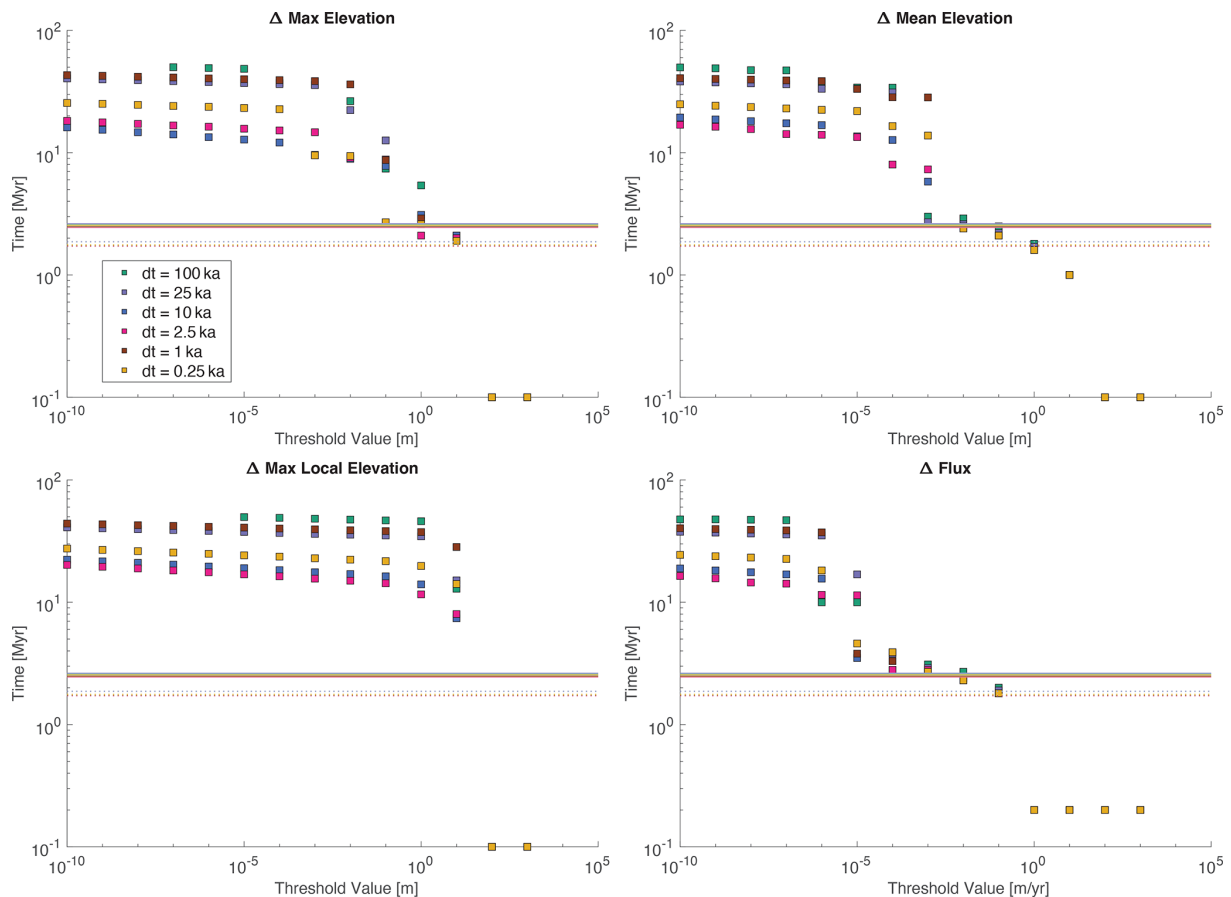 Δ Max Elevation
10^2
10^1
10^0
10^-1
Time [Myr]
dt = 100 ka
dt = 25 ka
dt = 10 ka
dt = 2.5 ka
dt = 1 ka
dt = 0.25 ka
10^-10
10^-5
10^0
10^5
Threshold Value [m]
Δ Mean Elevation
10^2
10^1
10^0
10^-1
Time [Myr]
10^-10
10^-5
10^0
10^5
Threshold Value [m]
Δ Max Local Elevation
10^2
10^1
10^0
10^-1
Time [Myr]
10^-10
10^-5
10^0
10^5
Threshold Value [m]
Δ Flux
10^2
10^1
10^0
10^-1
Time [Myr]
10^-10
10^-5
10^0
10^5
Threshold Value [m/yr]